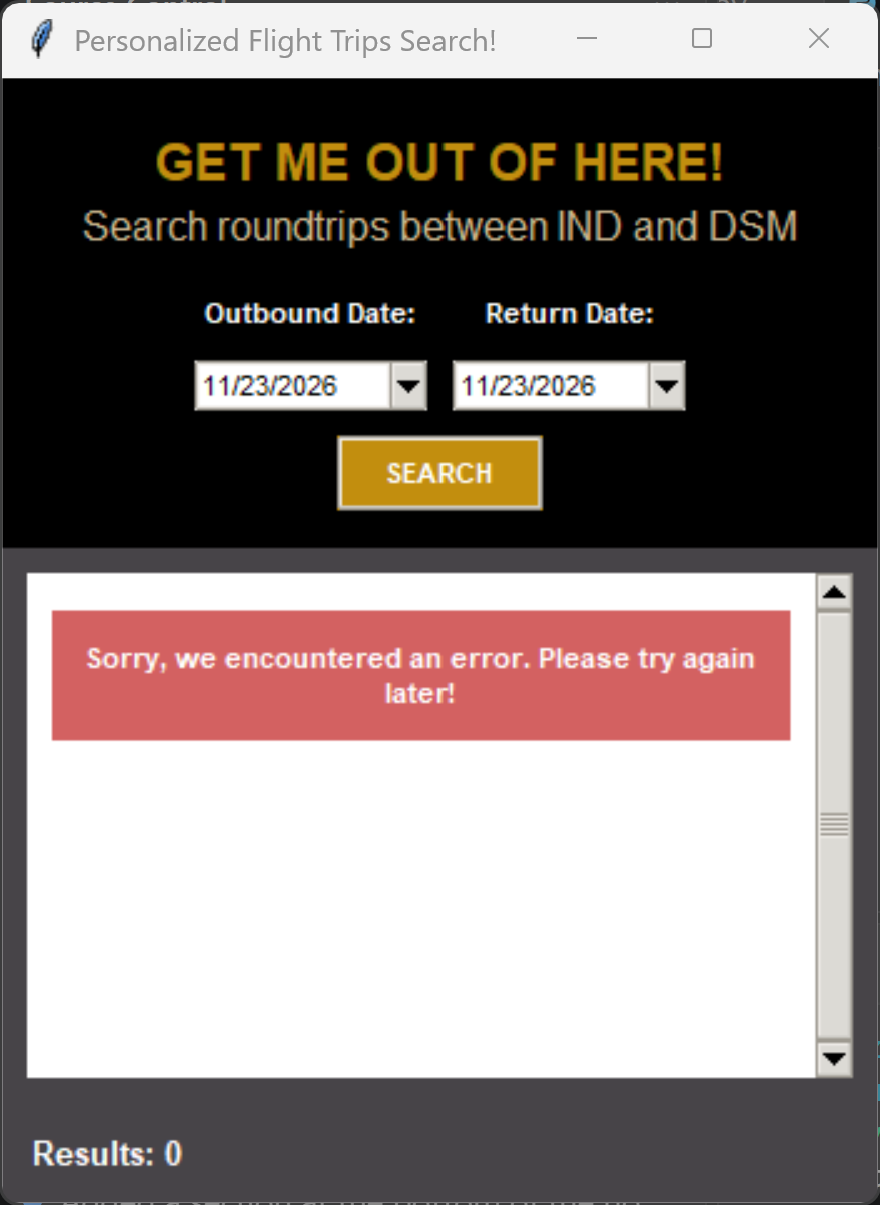 Personalized Flight Trips Search!
GET ME OUT OF HERE!
Search roundtrips between IND and DSM
Outbound Date: Return Date:
11/23/2026 11/23/2026
SEARCH
Sorry, we encountered an error. Please try again
later!
Results: 0